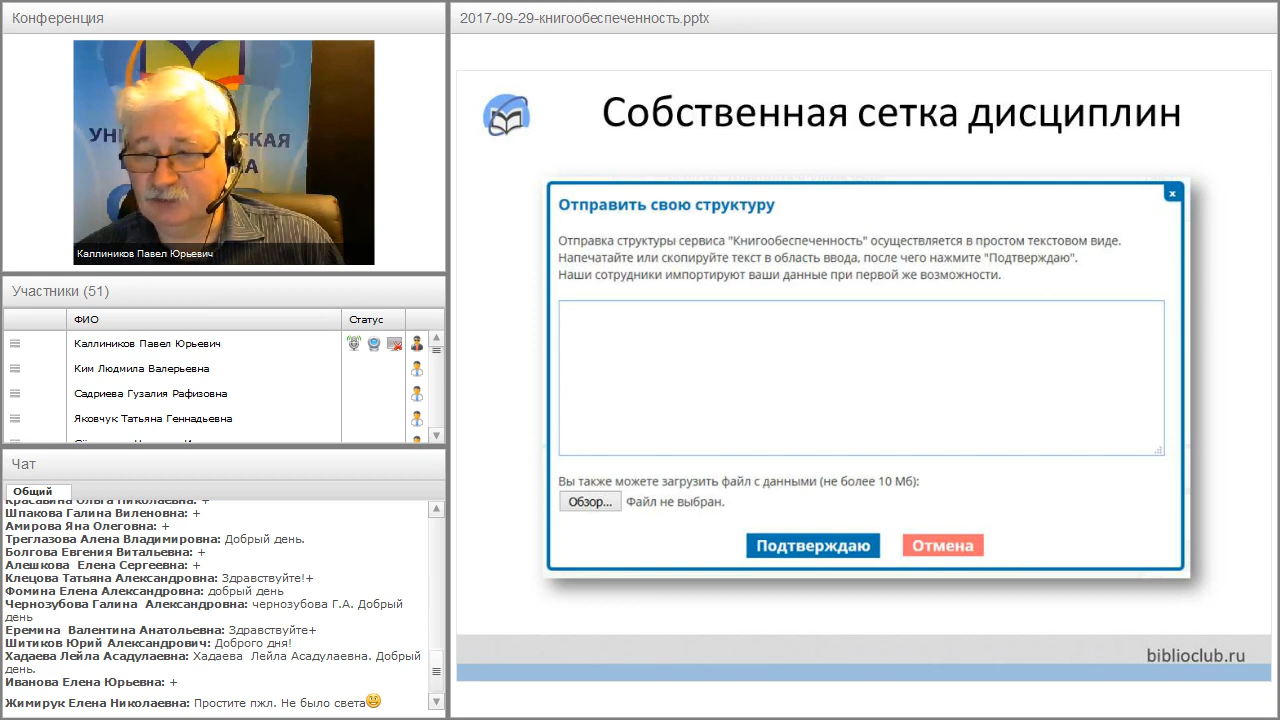 Конференция
УНИ
СКАЯ
Каллиников Павел Юрьевич
Участники (51)
ФИО
Статус
Каллиников Павел Юрьевич
Ким Людмила Валерьевна
Садриева Гузалия Рафизовна
Яковчук Татьяна Геннадьевна
Чат
Общий
Красавина Ольга Николаевна: +
Шпакова Галина Виленовна: +
Амирова Яна Олеговна: +
Треглазова Алена Владимировна: Добрый день.
Болгова Евгения Витальевна: +
Алешкова Елена Сергеевна: +
Клецова Татьяна Александровна: Здравствуйте!+
Фомина Елена Александровна: добрый день
Чернозубова Галина Александровна: чернозубова Г.А. Добрый
день
Еремина Валентина Анатольевна: Здравствуйте+
Шитиков Юрий Александрович: Доброго дня!
Хадаева Лейла Асадулаевна: Хадаева Лейла Асадулаевна. Добрый
день.
Иванова Елена Юрьевна: +
Жимирук Елена Николаевна: Простите пжл. Не было света
2017-09-29-книгообеспеченность.pptx
Собственная сетка дисциплин
x
Отправить свою структуру
Отправка структуры сервиса "Книгообеспеченность" осуществляется в простом текстовом виде.
Напечатайте или скопируйте текст в область ввода, после чего нажмите "Подтверждаю".
Наши сотрудники импортируют ваши данные при первой же возможности.
Вы также можете загрузить файл с данными (не более 10 Мб):
Обзор... Файл не выбран.
Подтверждаю Отмена
biblioclub.ru